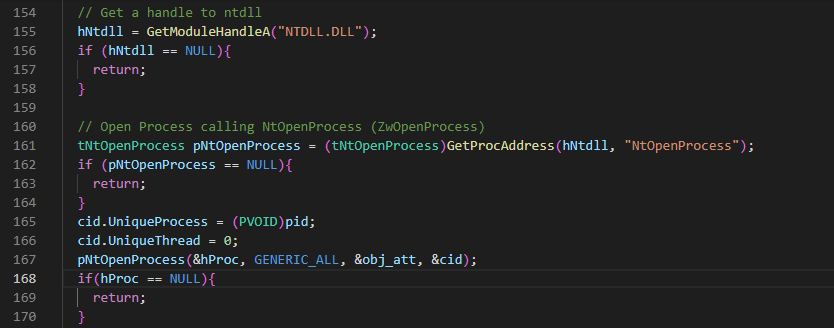 154 // Get a handle to ntdll
155 hNtdll = GetModuleHandleA("NTDLL.DLL");
156 if (hNtdll == NULL){
157 return;
158 }
159
160 // Open Process calling NtOpenProcess (ZwOpenProcess)
161 tNtOpenProcess pNtOpenProcess = (tNtOpenProcess)GetProcAddress(hNtdll, "NtOpenProcess");
162 if (pNtOpenProcess == NULL){
163 return;
164 }
165 cid.UniqueProcess = (PVOID)pid;
166 cid.UniqueThread = 0;
167 pNtOpenProcess(&hProc, GENERIC_ALL, &obj_att, &cid);
168 if(hProc == NULL){
169 return;
170 }